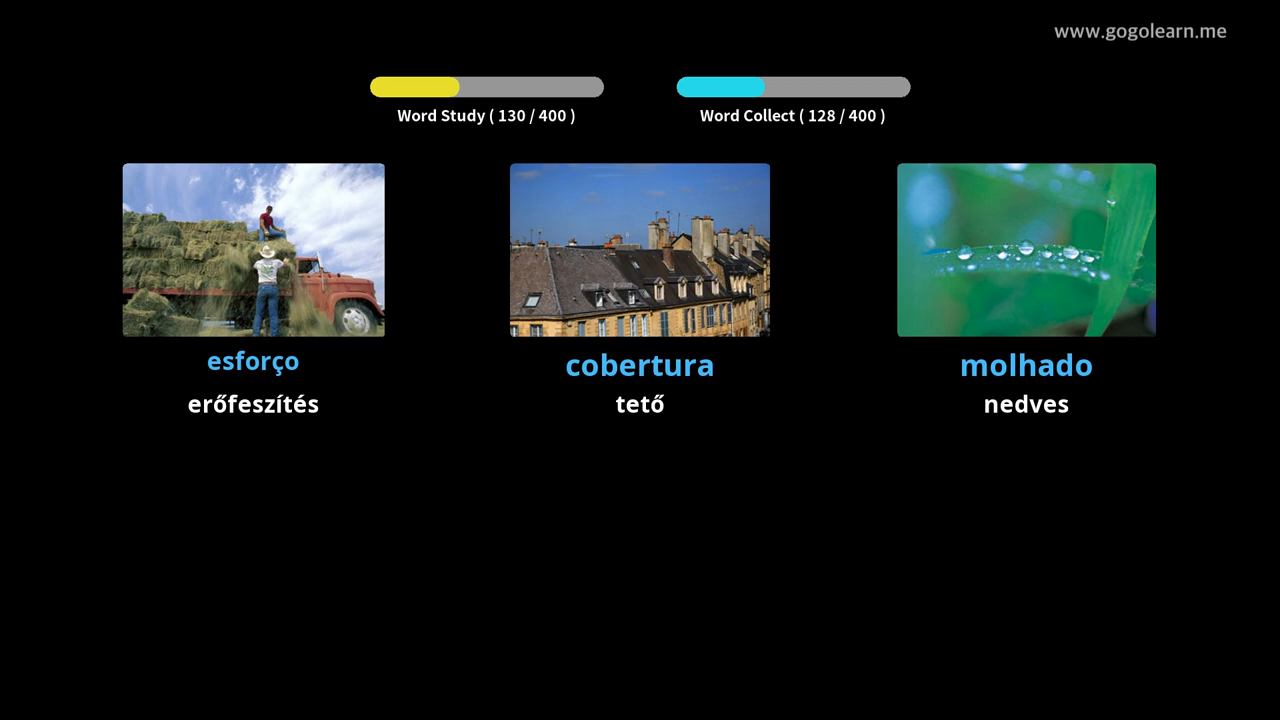 www.gogolearn.me
Word Study ( 130 / 400 )
Word Collect ( 128 / 400 )
esforço
erőfeszítés
cobertura
tető
molhado
nedves